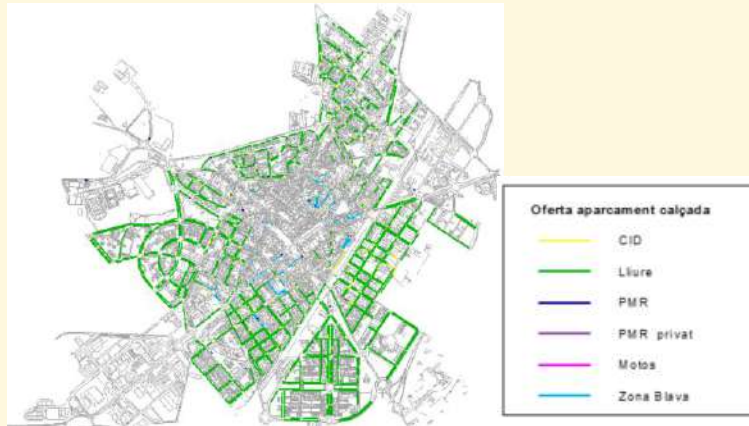 Oferta aparcament calçada
CID
Lliure
PMR
PMR privat
Motos
Zona Blava